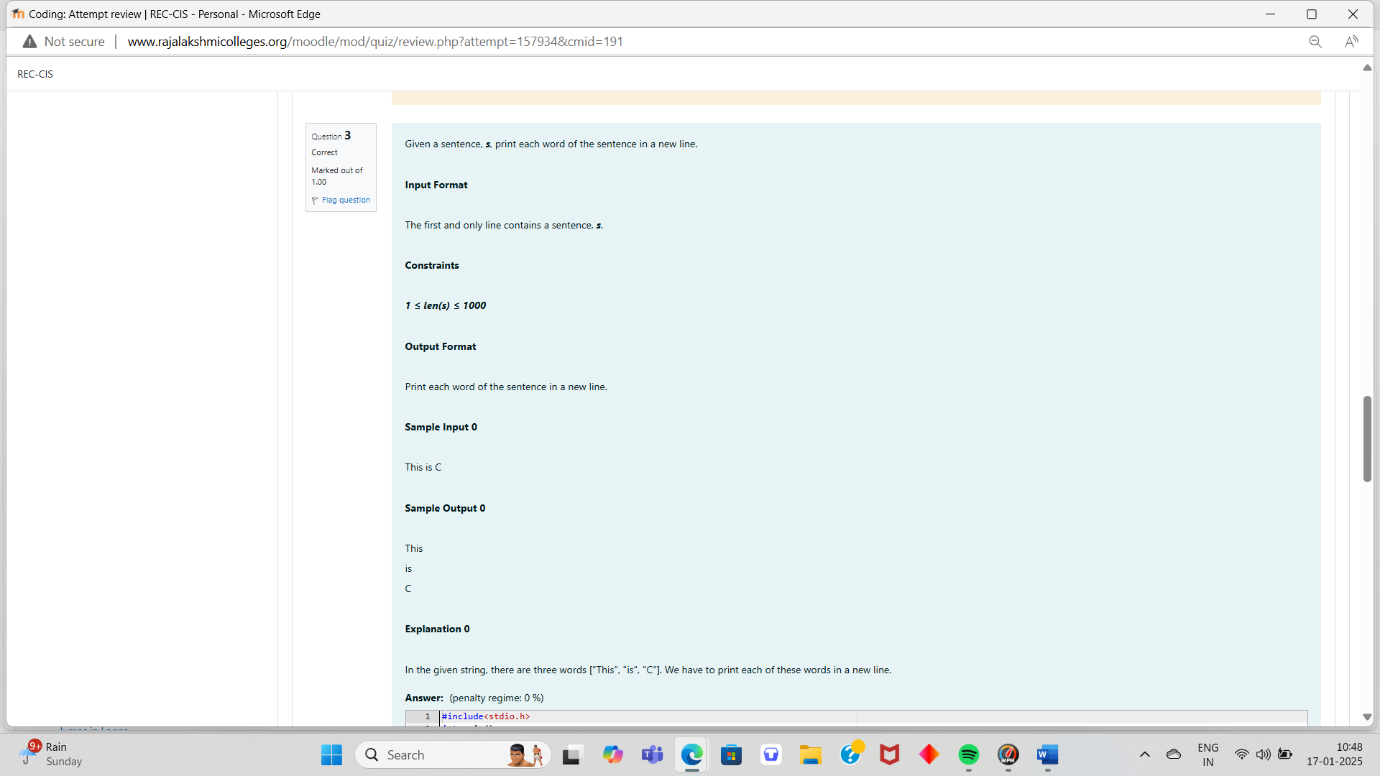 Coding: Attempt review | REC-CIS - Personal - Microsoft Edge
Not secure | www.rajalakshmicolleges.org/moodle/mod/quiz/review.php?attempt=157934&cmid=191
REC-CIS
Question 3
Correct
Marked out of
1.00
Flag question
Given a sentence, s, print each word of the sentence in a new line.
Input Format
The first and only line contains a sentence, s.
Constraints
1 ≤ len(s) ≤ 1000
Output Format
Print each word of the sentence in a new line.
Sample Input 0
This is C
Sample Output 0
This
is
C
Explanation 0
In the given string, there are three words ["This", "is", "C"]. We have to print each of these words in a new line.
Answer: (penalty regime: 0 %)
1 #include<stdio.h>
9+
Rain
Sunday
Search
ENG
IN
10:48
17-01-2025